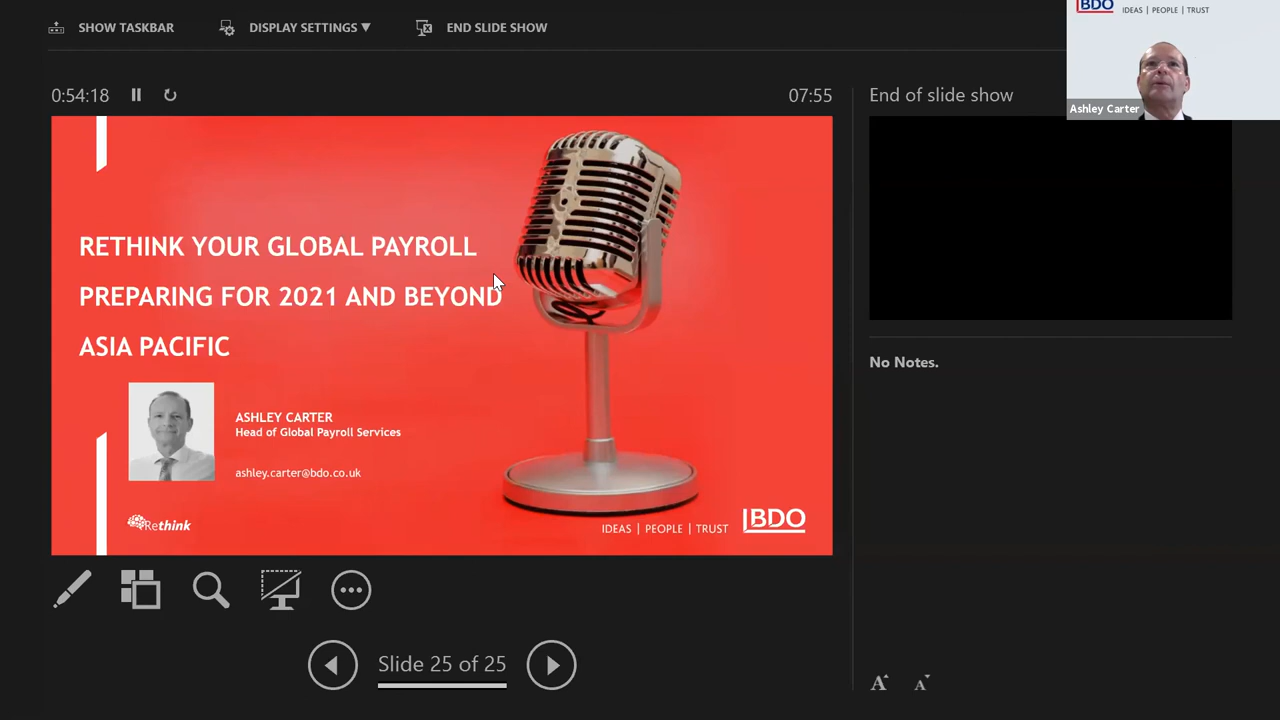 SHOW TASKBAR
DISPLAY SETTINGS ▼
END SLIDE SHOW
BDO
IDEAS | PEOPLE | TRUST
Ashley Carter
0:54:18
07:55
End of slide show
RETHINK YOUR GLOBAL PAYROLL
PREPARING FOR 2021 AND BEYOND
ASIA PACIFIC
ASHLEY CARTER
Head of Global Payroll Services
ashley.carter@bdo.co.uk
Rethink
IDEAS | PEOPLE | TRUST
BDO
No Notes.
Slide 25 of 25
A
A